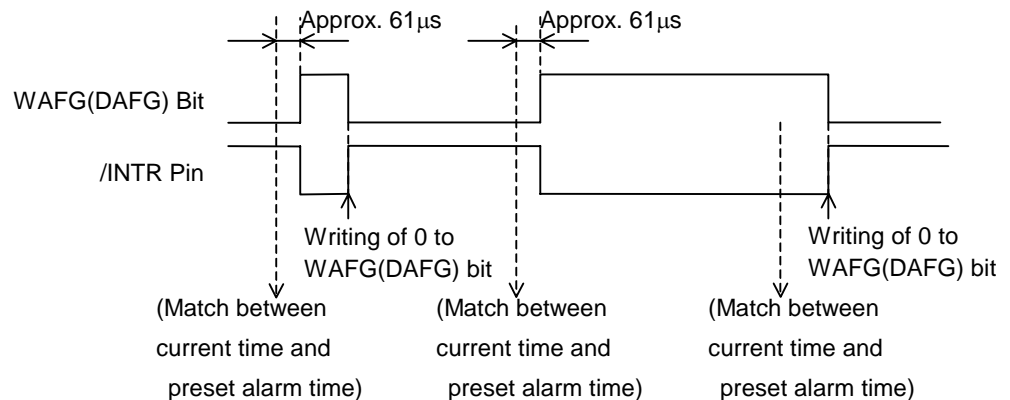 Approx. 61μs
Approx. 61μs
WAFG(DAFG) Bit
/INTR Pin
Writing of 0 to
WAFG(DAFG) bit
Writing of 0 to
WAFG(DAFG) bit
(Match between
current time and
preset alarm time)
(Match between
current time and
preset alarm time)
(Match between
current time and
preset alarm time)